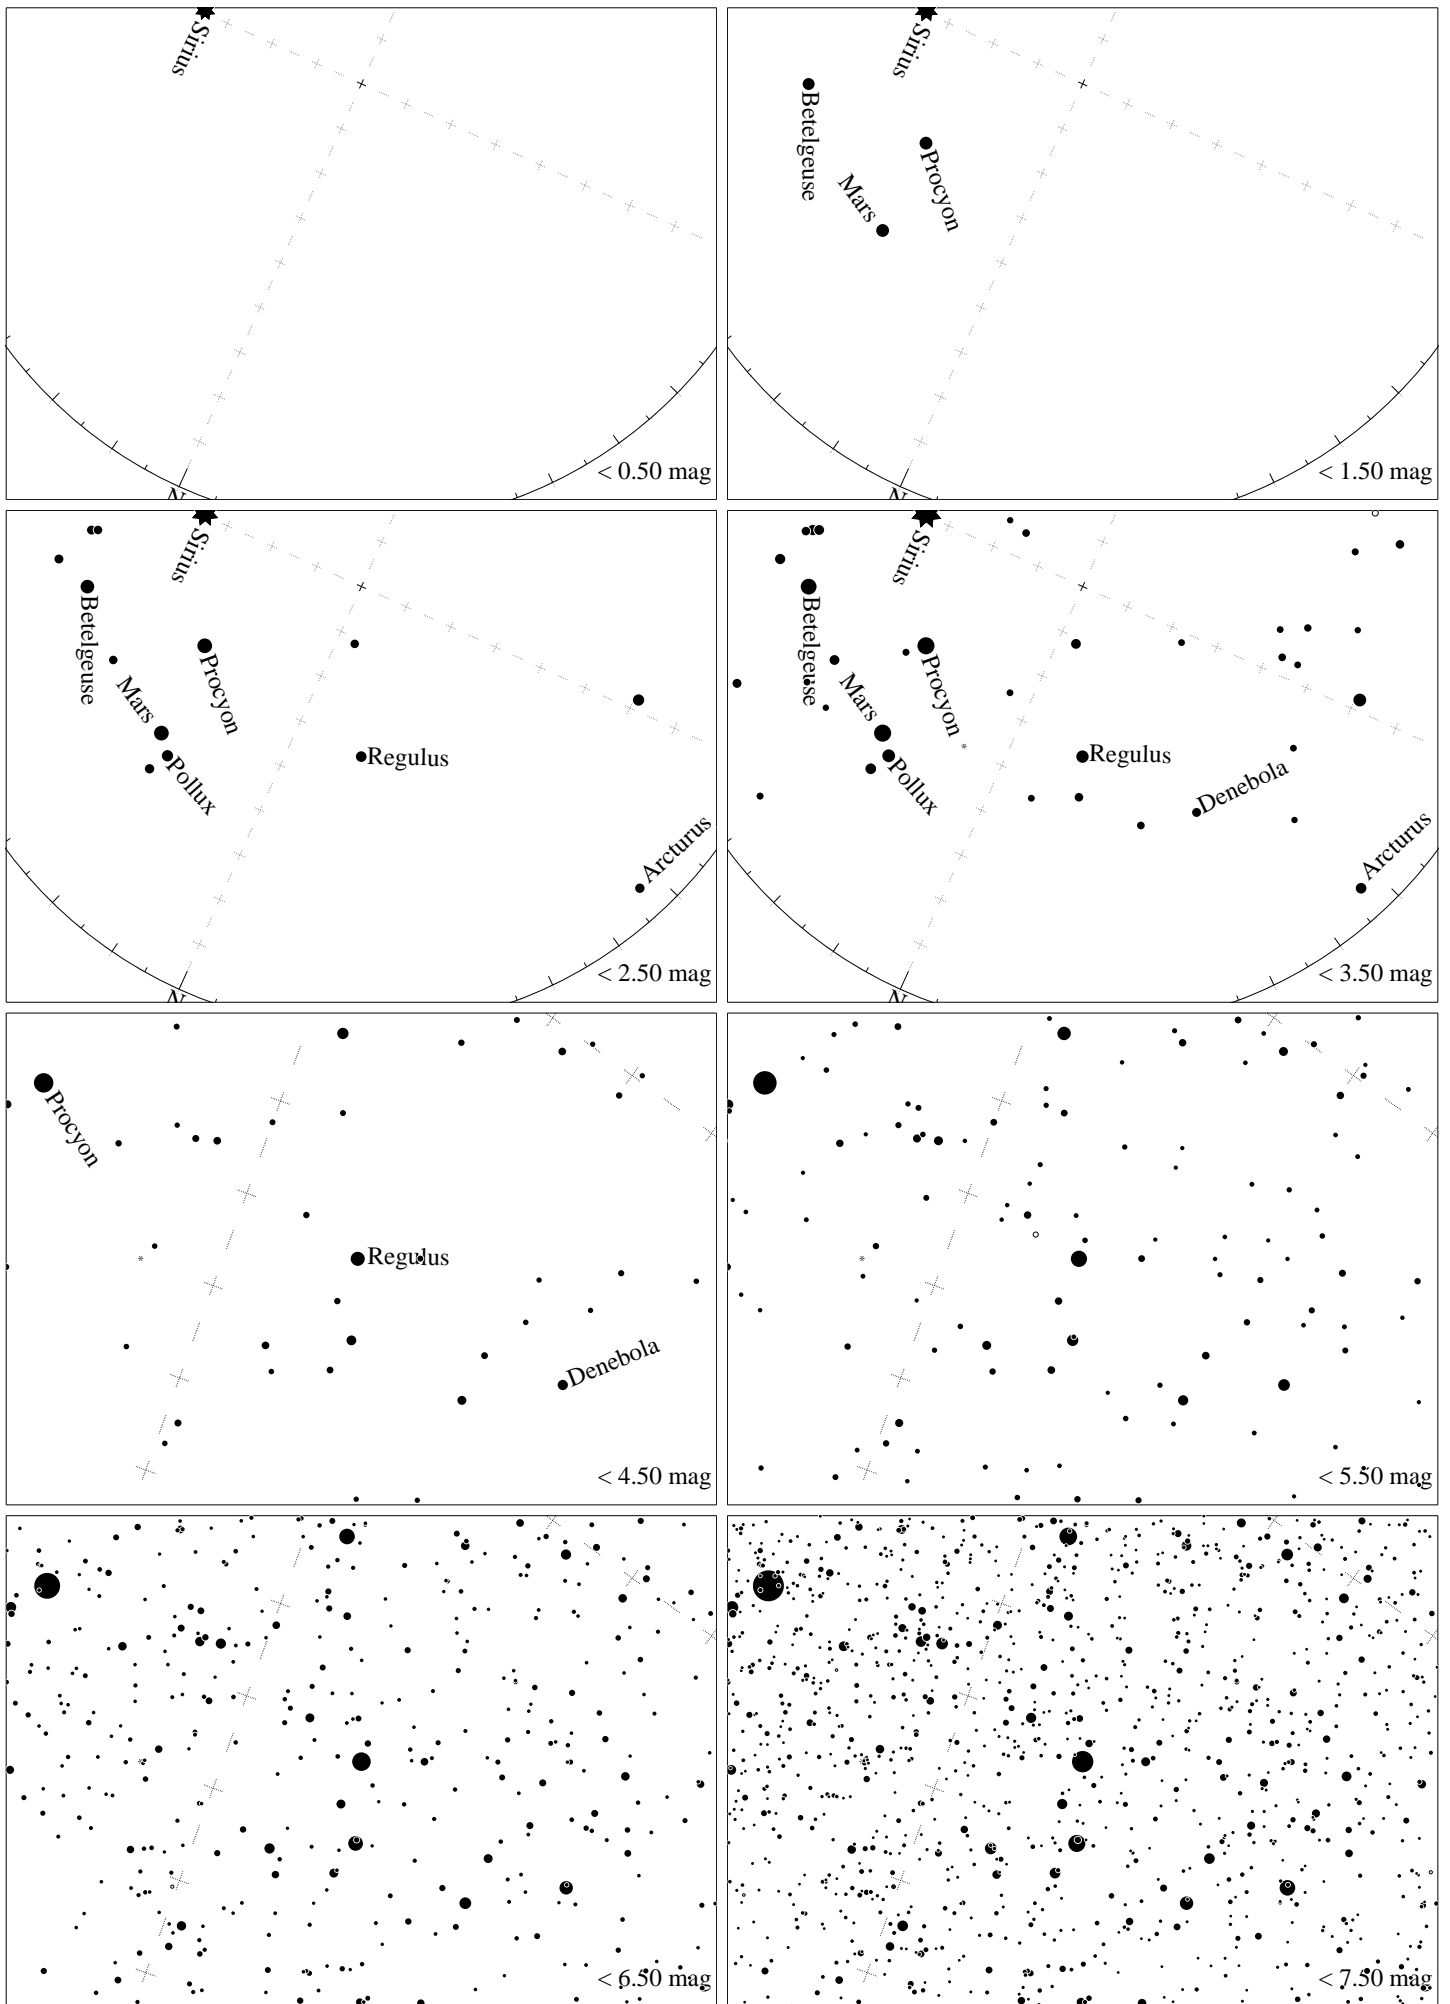 Sirius
N
< 0.50 mag
Sirius
Betelgeuse
Procyon
Mars
N
< 1.50 mag
Sirius
Betelgeuse
Procyon
Mars
Regulus
Pollux
Arcturus
N
< 2.50 mag
Sirius
Betelgeuse
Procyon
Mars
Regulus
Pollux
Denebola
Arcturus
N
< 3.50 mag
Procyon
Regulus
Denebola
< 4.50 mag
< 5.50 mag
< 6.50 mag
< 7.50 mag